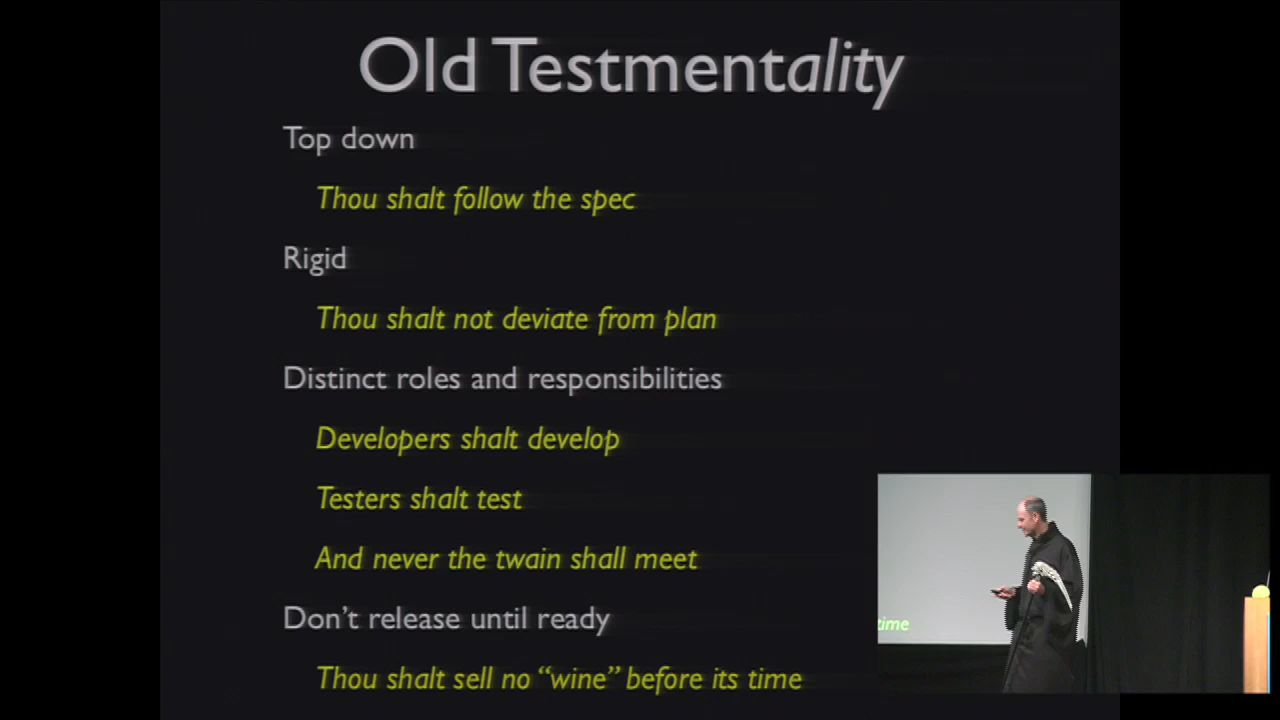 Old Testmentality
Top down
Thou shalt follow the spec
Rigid
Thou shalt not deviate from plan
Distinct roles and responsibilities
Developers shalt develop
Testers shalt test
And never the twain shall meet
Don’t release until ready
Thou shalt sell no “wine” before its time
time